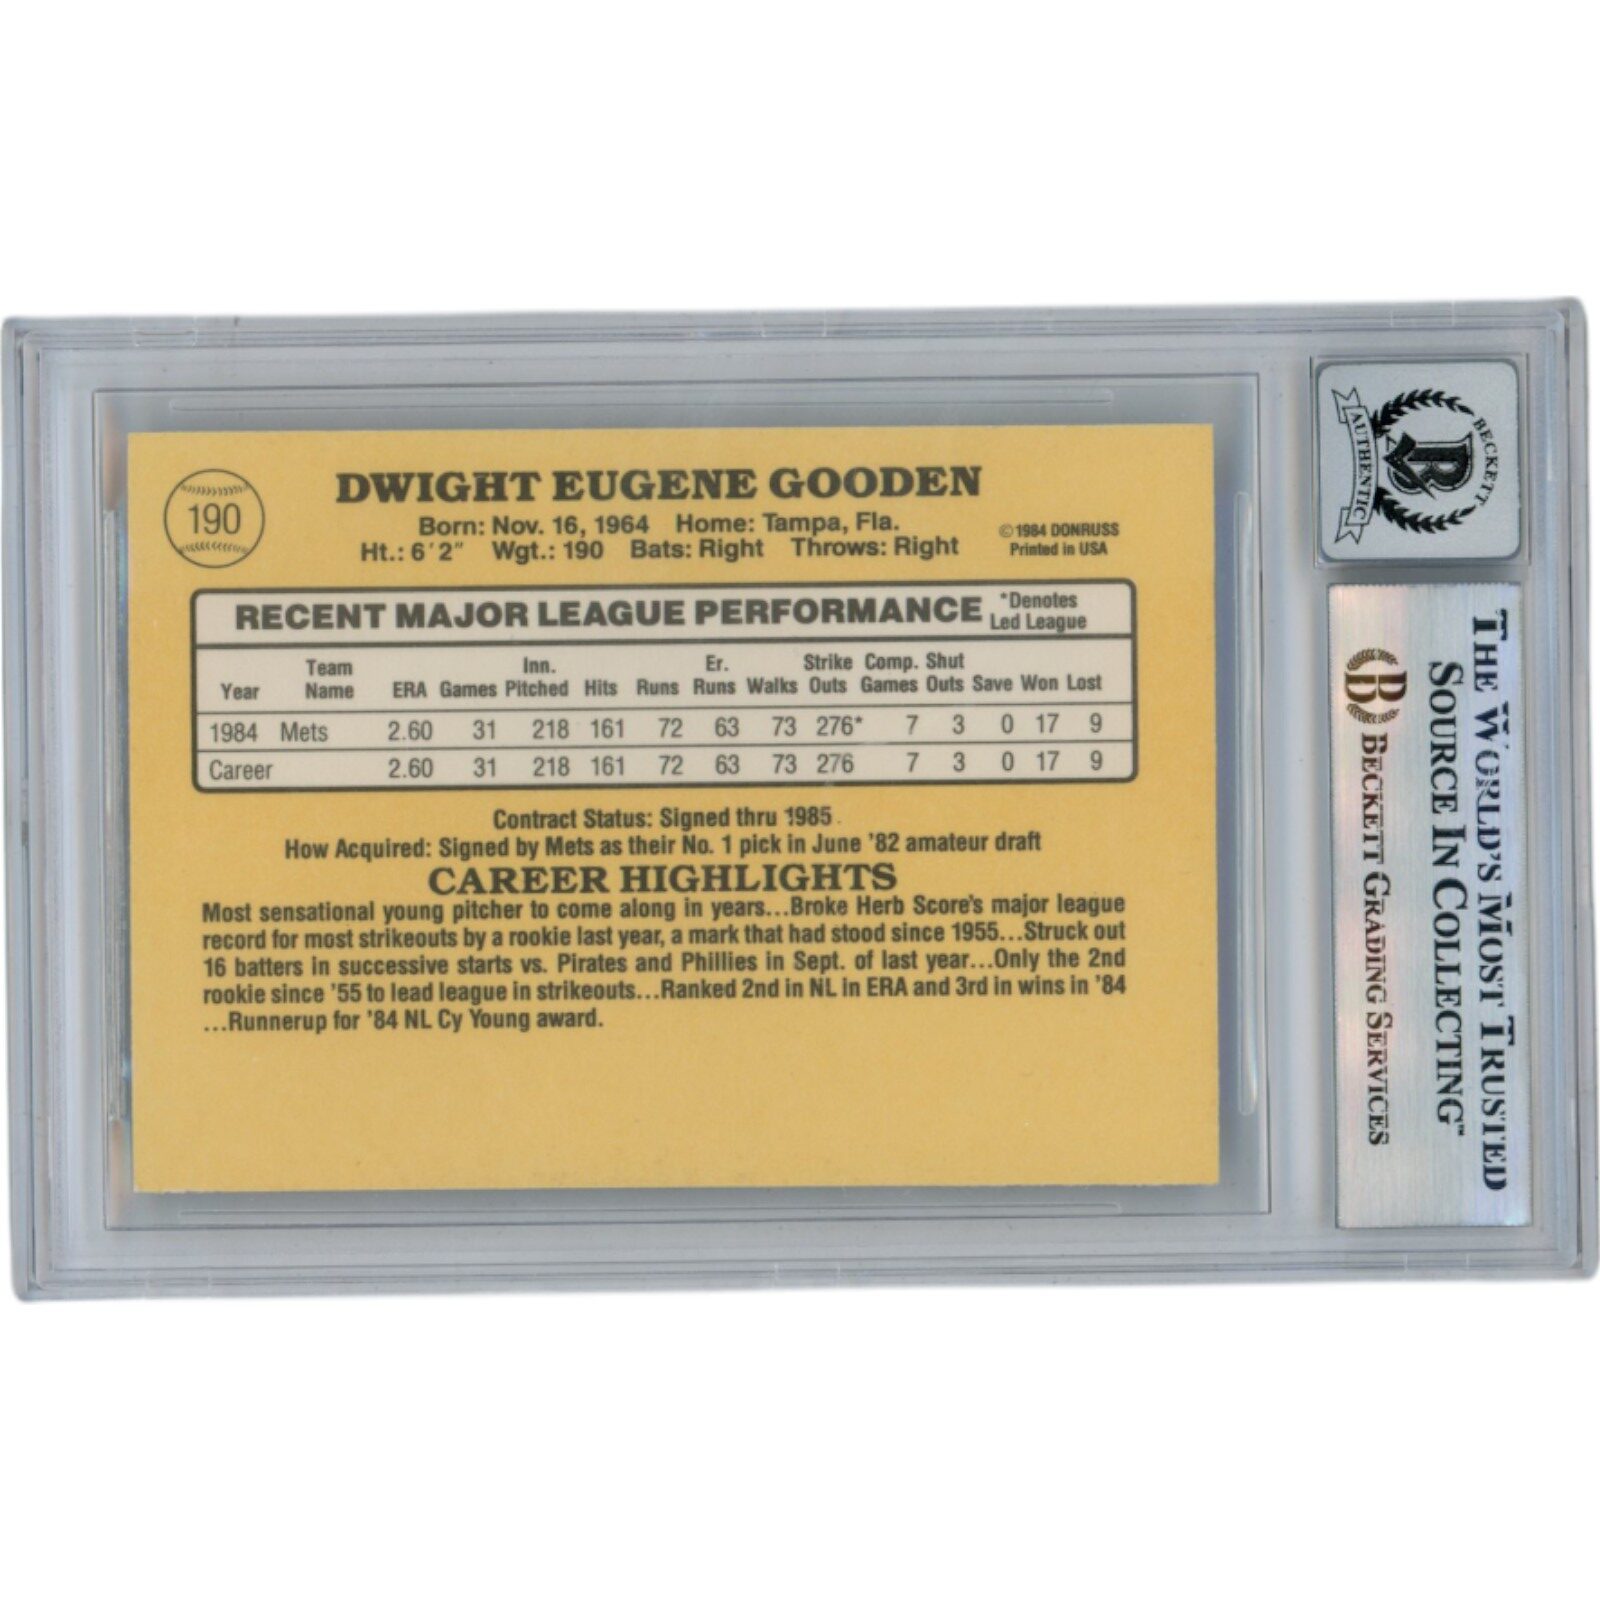 190
DWIGHT EUGENE GOODEN
Born: Nov. 16, 1964 Home: Tampa, Fla.
Ht.: 6´2˝ Wgt.: 190 Bats: Right Throws: Right
©1984 DONRUSS
Printed in USA
RECENT MAJOR LEAGUE PERFORMANCE *Denotes
Led League
Year Team Name ERA Games Inn. Pitched Hits Runs Er. Runs Walks Strike Outs Comp. Games Shut Outs Save Won Lost
1984 Mets 2.60 31 218 161 72 63 73 276* 7 3 0 17 9
Career 2.60 31 218 161 72 63 73 276 7 3 0 17 9
Contract Status: Signed thru 1985.
How Acquired: Signed by Mets as their No. 1 pick in June '82 amateur draft
CAREER HIGHLIGHTS
Most sensational young pitcher to come along in years...Broke Herb Score's major league
record for most strikeouts by a rookie last year, a mark that had stood since 1955...Struck out
16 batters in successive starts vs. Pirates and Phillies in Sept. of last year...Only the 2nd
rookie since '55 to lead league in strikeouts...Ranked 2nd in NL in ERA and 3rd in wins in '84
...Runnerup for '84 NL Cy Young award.
BECKETT
AUTHENTIC
THE WORLD'S MOST TRUSTED
SOURCE IN COLLECTING™
BECKETT GRADING SERVICES